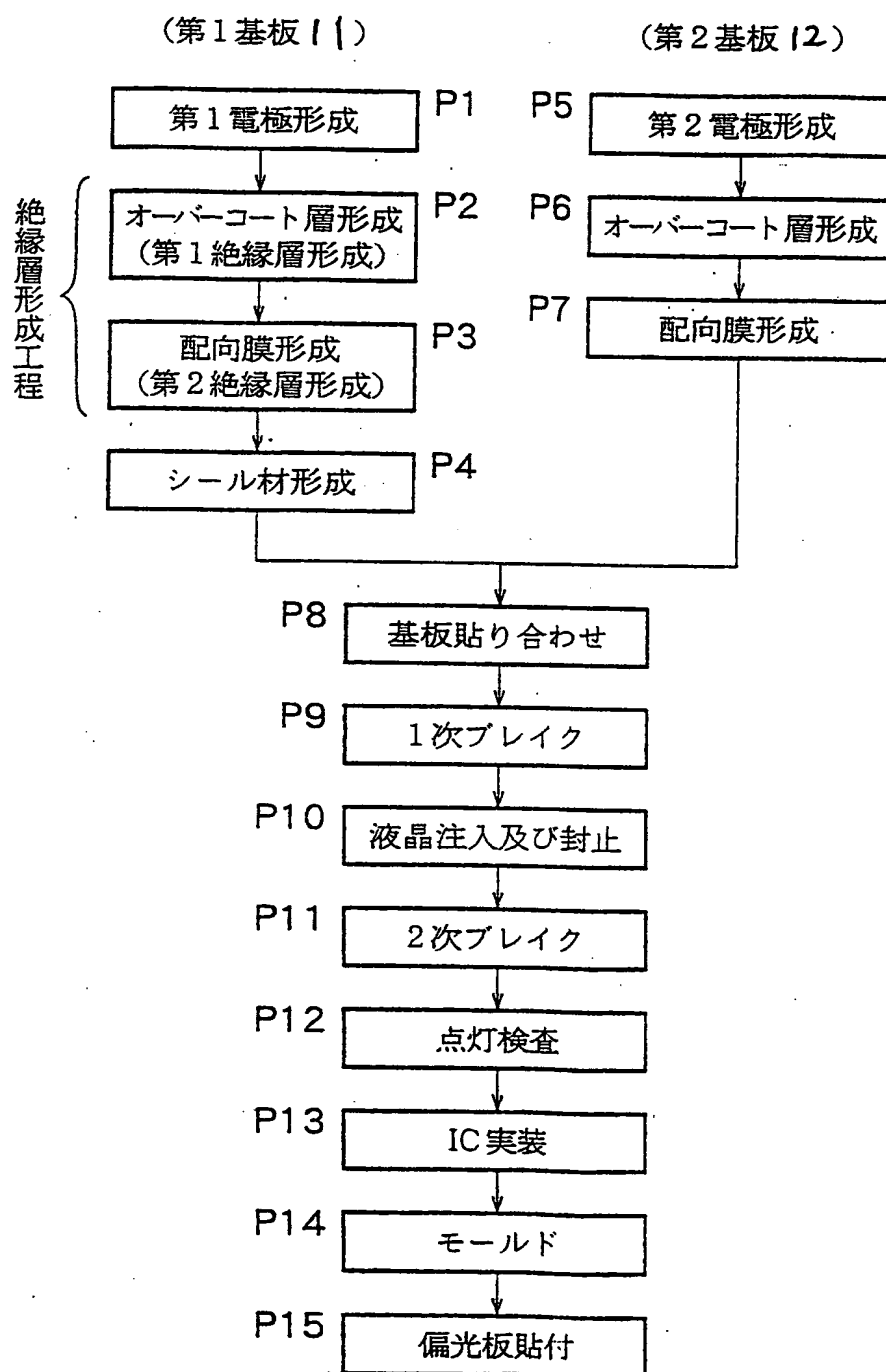 (第1基板11)
第1電極形成
P1
オーバーコート層形成
(第1絶縁層形成)
P2
配向膜形成
(第2絶縁層形成)
P3
絶縁層形成工程
シール材形成
P4
(第2基板12)
P5
第2電極形成
P6
オーバーコート層形成
P7
配向膜形成
P8
基板貼り合わせ
P9
1次ブレイク
P10
液晶注入及び封止
P11
2次ブレイク
P12
点灯検査
P13
IC実装
P14
モールド
P15
偏光板貼付